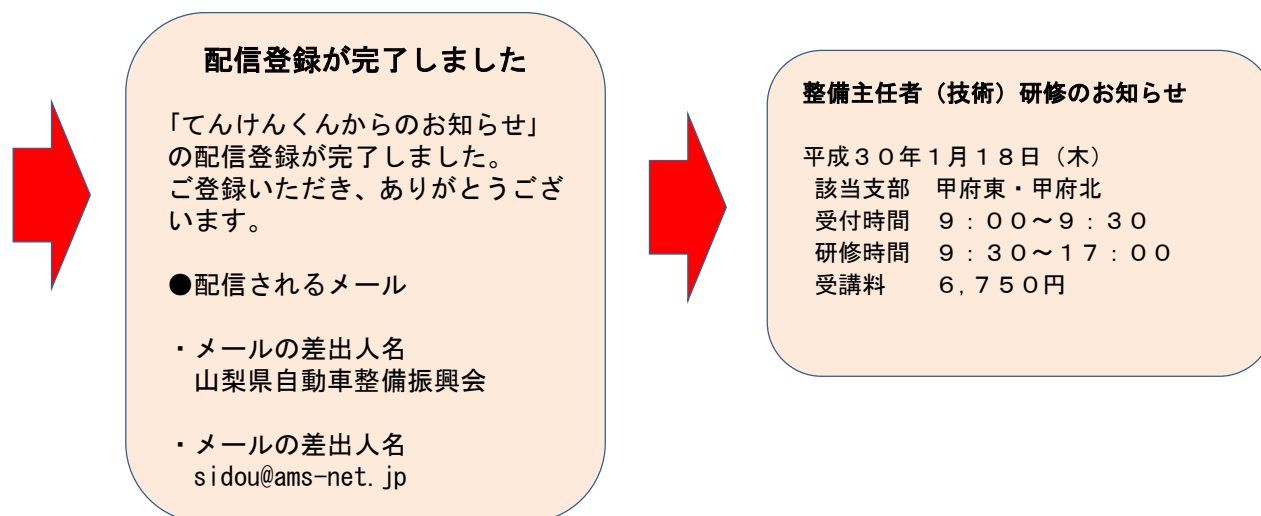 配信登録が完了しました
「てんけんくんからのお知らせ」
の配信登録が完了しました。
ご登録いただき、ありがとうござ
います。
●配信されるメール
・メールの差出人名
山梨県自動車整備振興会
・メールの差出人名
sidou@ams-net.jp
整備主任者（技術）研修のお知らせ
平成３０年１月18日（木）
該当支部　甲府東・甲府北
受付時間　９：００～９：３０
研修時間　９：３０～１７：００
受講料　　６,７５０円